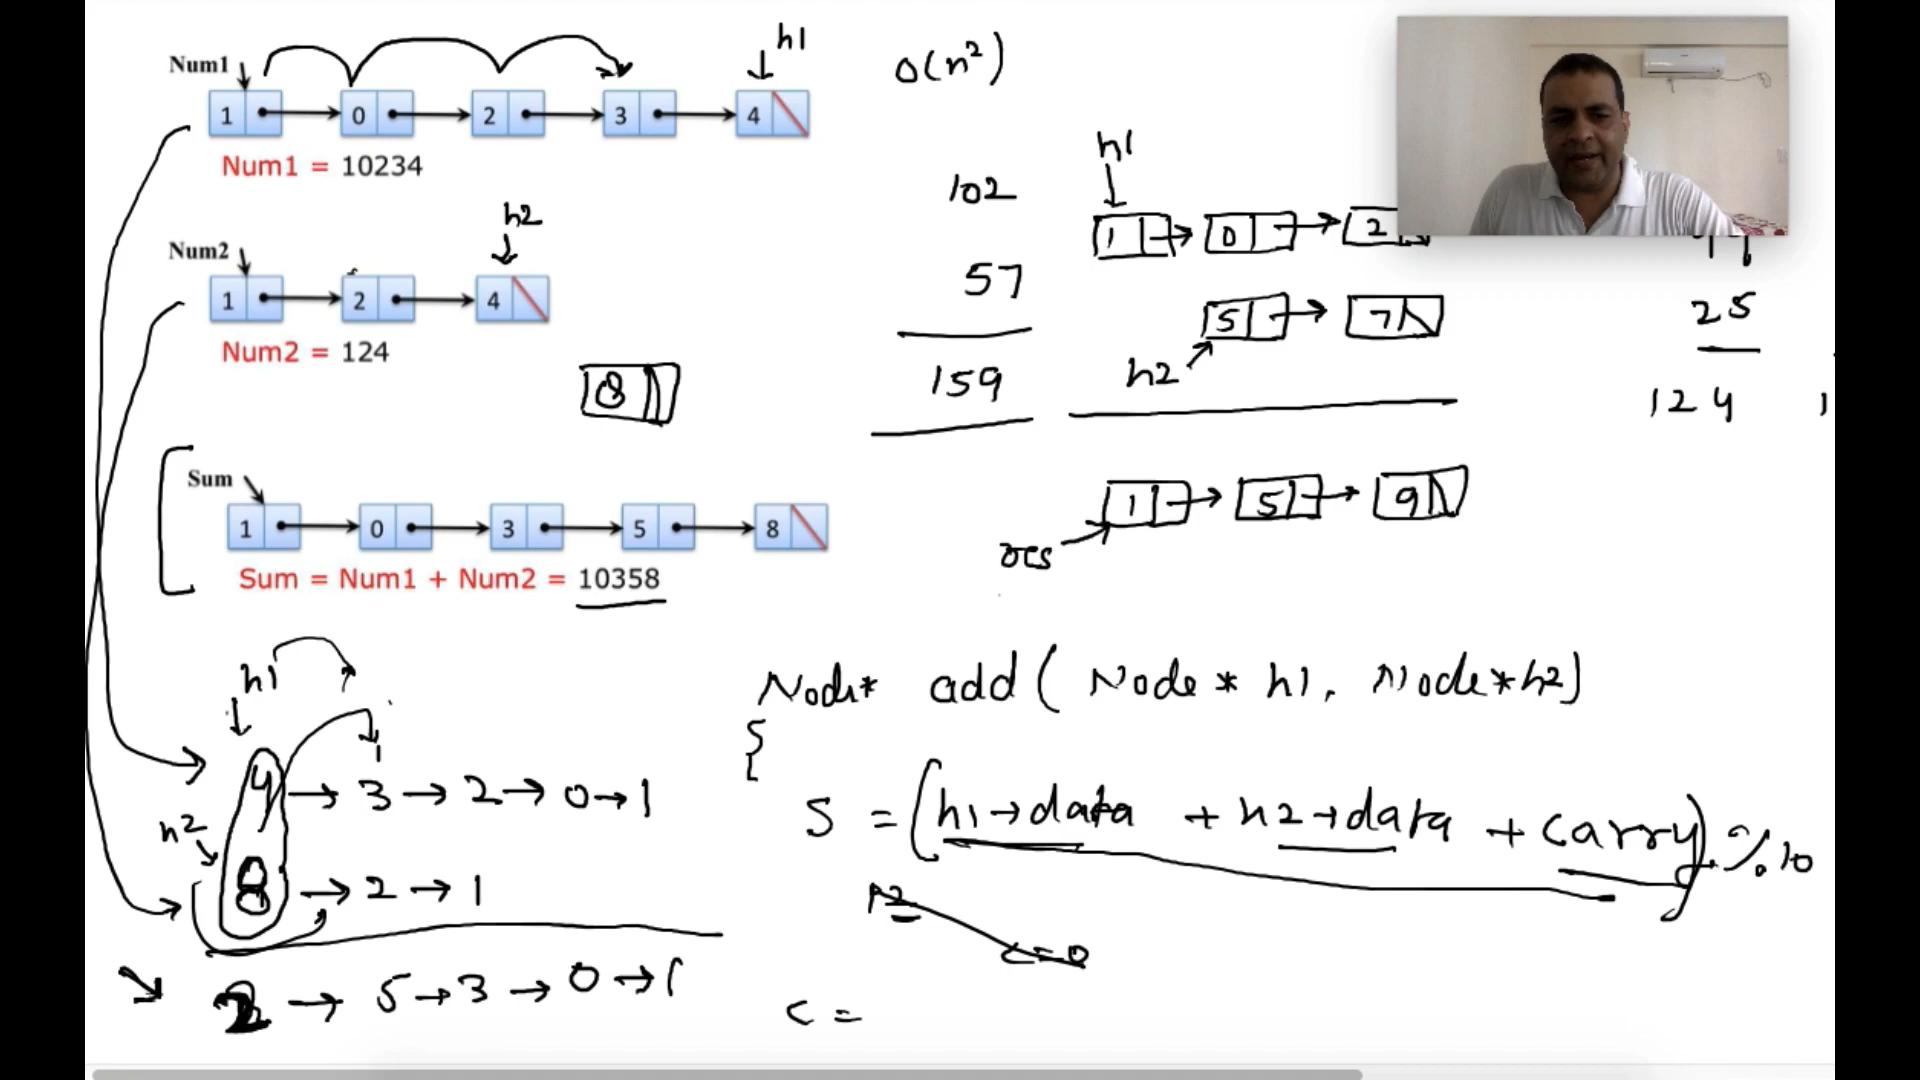 Num1
h1
1 0 2 3 4
Num1 = 10234
Num2
h2
1 2 4
Num2 = 124
8
Sum
1 0 3 5 8
Sum = Num1 + Num2 = 10358
O(n²)
102
57
159
h1
1 → 0 → 2
5 → 7
h2
res
1 → 5 → 9
25
124
1
h1
4 → 3 → 2 → 0 → 1
h2
8 → 2 → 1
2 → 5 → 3 → 0 → 1
Node* add( Node * h1, Node*h2)
{
S = (h1→data + h2→data + carry) % 10
12
c=0
c =